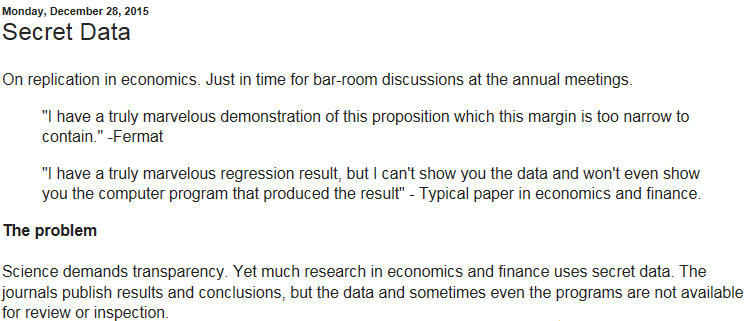 Monday, December 28, 2015
Secret Data
On replication in economics. Just in time for bar-room discussions at the annual meetings.
"I have a truly marvelous demonstration of this proposition which this margin is too narrow to
contain." -Fermat
"I have a truly marvelous regression result, but I can't show you the data and won't even show
you the computer program that produced the result" - Typical paper in economics and finance.
The problem
Science demands transparency. Yet much research in economics and finance uses secret data. The
journals publish results and conclusions, but the data and sometimes even the programs are not available
for review or inspection.